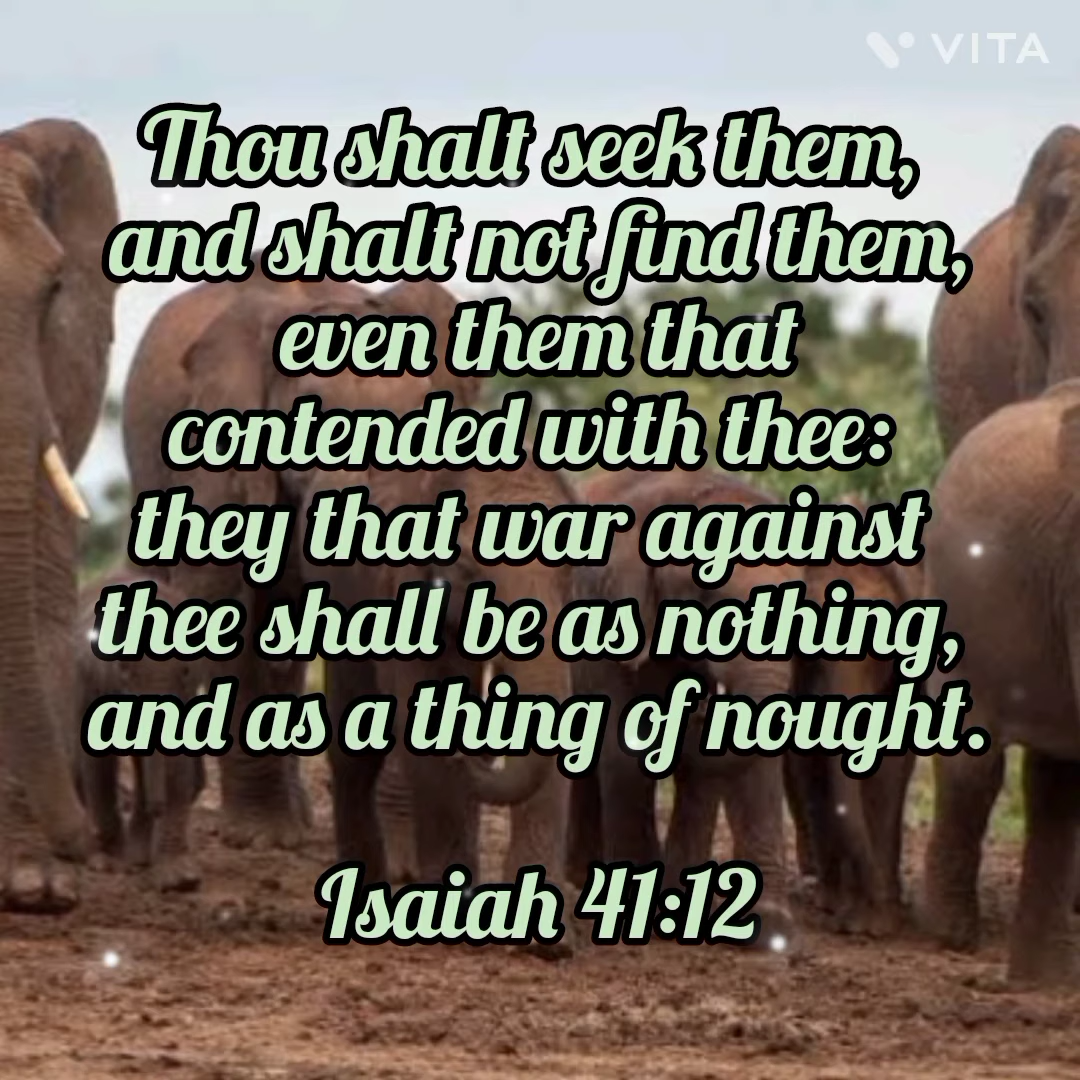 VITA
Thou shalt seek them,
and shalt not find them,
even them that
contended with thee:
they that war against
thee shall be as nothing,
and as a thing of nought.
Isaiah 41:12